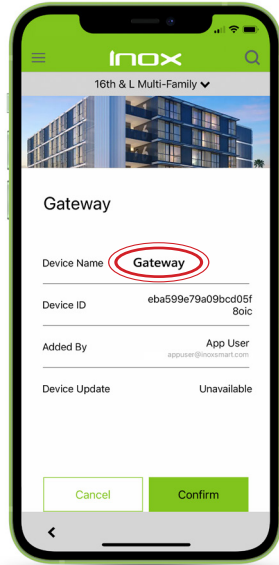 INOX
16th & L Multi-Family
Gateway
Device Name Gateway
Device ID eba599e79a09bcd05f
8oic
Added By App User
appuser@inoxsmart.com
Device Update Unavailable
Cancel Confirm